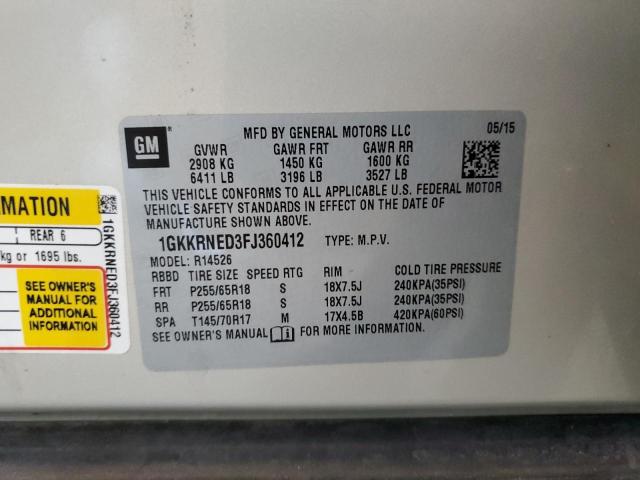 GM
MFD BY GENERAL MOTORS LLC 05/15
GVWR GAWR FRT GAWR RR
2908 KG 1450 KG 1600 KG
6411 LB 3196 LB 3527 LB
THIS VEHICLE CONFORMS TO ALL APPLICABLE U.S. FEDERAL MOTOR
VEHICLE SAFETY STANDARDS IN EFFECT ON THE DATE OF
MANUFACTURE SHOWN ABOVE.
1GKKRNED3FJ360412 TYPE: M.P.V.
MODEL: R14526
RBBD TIRE SIZE SPEED RTG RIM COLD TIRE PRESSURE
FRT P255/65R18 S 18X7.5J 240KPA(35PSI)
RR P255/65R18 S 18X7.5J 240KPA(35PSI)
SPA T145/70R17 M 17X4.5B 420KPA(60PSI)
SEE OWNER'S MANUAL FOR MORE INFORMATION.
REAR 6
kg or 1695 lbs.
SEE OWNER'S
MANUAL FOR
ADDITIONAL
INFORMATION
1GKKRNED3FJ360412